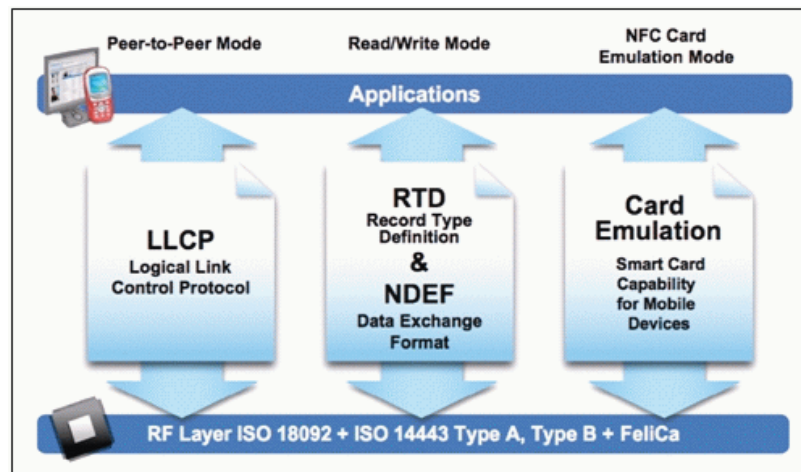 Peer-to-Peer Mode
Read/Write Mode
NFC Card
Emulation Mode
Applications
LLCP
Logical Link
Control Protocol
RTD
Record Type
Definition
&
NDEF
Data Exchange
Format
Card
Emulation
Smart Card
Capability
for Mobile
Devices
RF Layer ISO 18092 + ISO 14443 Type A, Type B + FeliCa